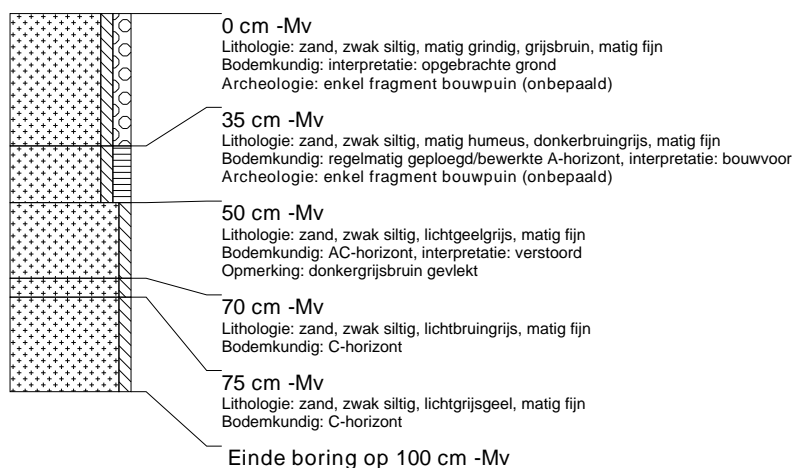 0 cm -Mv
Lithologie: zand, zwak siltig, matig grindig, grijsbruin, matig fijn
Bodemkundig: interpretatie: opgebrachte grond
Archeologie: enkel fragment bouwpuin (onbepaald)
35 cm -Mv
Lithologie: zand, zwak siltig, matig humeus, donkerbruingrijs, matig fijn
Bodemkundig: regelmatig geploegd/bewerkte A-horizont, interpretatie: bouwvoor
Archeologie: enkel fragment bouwpuin (onbepaald)
50 cm -Mv
Lithologie: zand, zwak siltig, lichtgeelgrijs, matig fijn
Bodemkundig: AC-horizont, interpretatie: verstoord
Opmerking: donkergrijsbruin gevlekt
70 cm -Mv
Lithologie: zand, zwak siltig, lichtbruingrijs, matig fijn
Bodemkundig: C-horizont
75 cm -Mv
Lithologie: zand, zwak siltig, lichtgrijsgeel, matig fijn
Bodemkundig: C-horizont
Einde boring op 100 cm -Mv